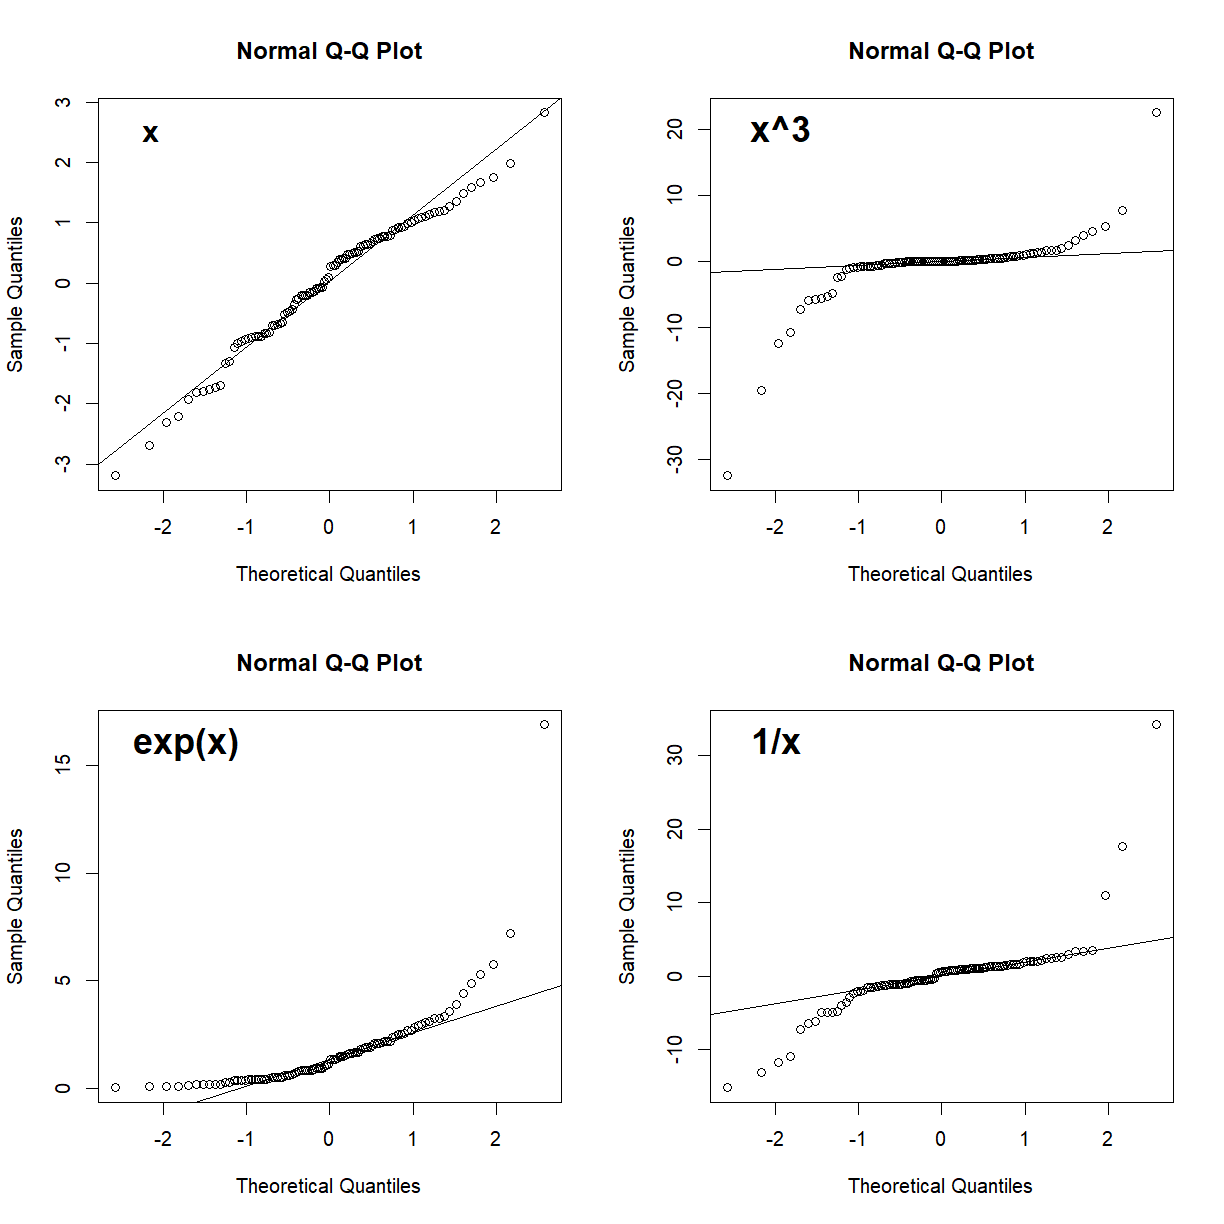 Normal Q-Q Plot
x
Sample Quantiles
3
2
1
0
-1
-2
-3
-2 -1 0 1 2
Theoretical Quantiles
Normal Q-Q Plot
x^3
Sample Quantiles
20
10
0
-10
-20
-30
-2 -1 0 1 2
Theoretical Quantiles
Normal Q-Q Plot
exp(x)
Sample Quantiles
15
10
5
0
-2 -1 0 1 2
Theoretical Quantiles
Normal Q-Q Plot
1/x
Sample Quantiles
30
20
10
0
-10
-2 -1 0 1 2
Theoretical Quantiles